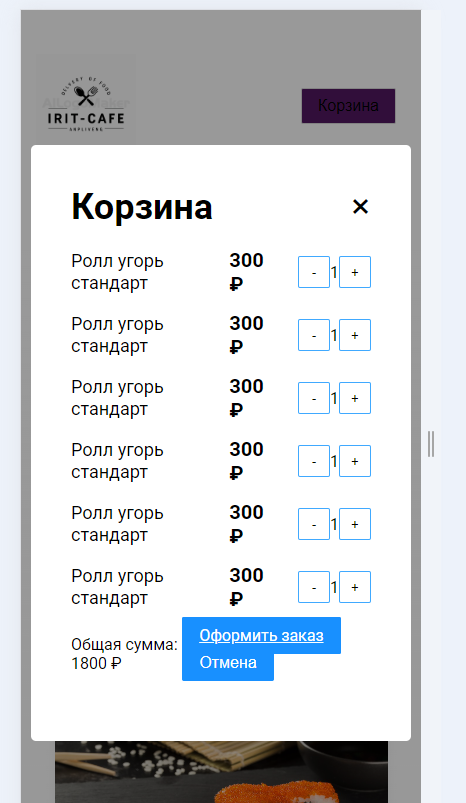 DELIVERY OF FOOD
IRIT-CAFE
Корзина
Корзина ×
Ролл угорь 300
стандарт ₽ - 1 +
Ролл угорь 300
стандарт ₽ - 1 +
Ролл угорь 300
стандарт ₽ - 1 +
Ролл угорь 300
стандарт ₽ - 1 +
Ролл угорь 300
стандарт ₽ - 1 +
Ролл угорь 300
стандарт ₽ - 1 +
Общая сумма: Оформить заказ
1800 ₽ Отмена